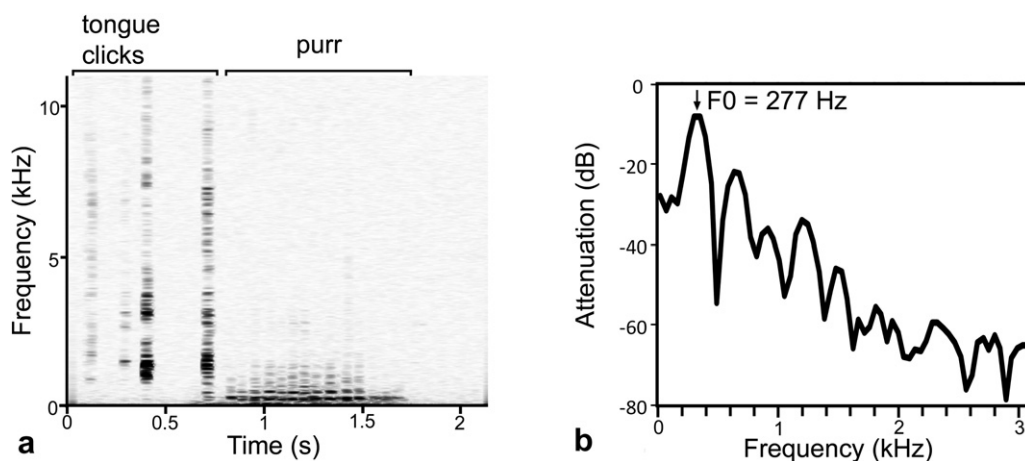 tongue
clicks
purr
10
5
0
Frequency (kHz)
0
0.5
1
1.5
2
Time (s)
a
F0 = 277 Hz
0
-20
-40
-60
-80
Attenuation (dB)
0
1
2
3
Frequency (kHz)
b